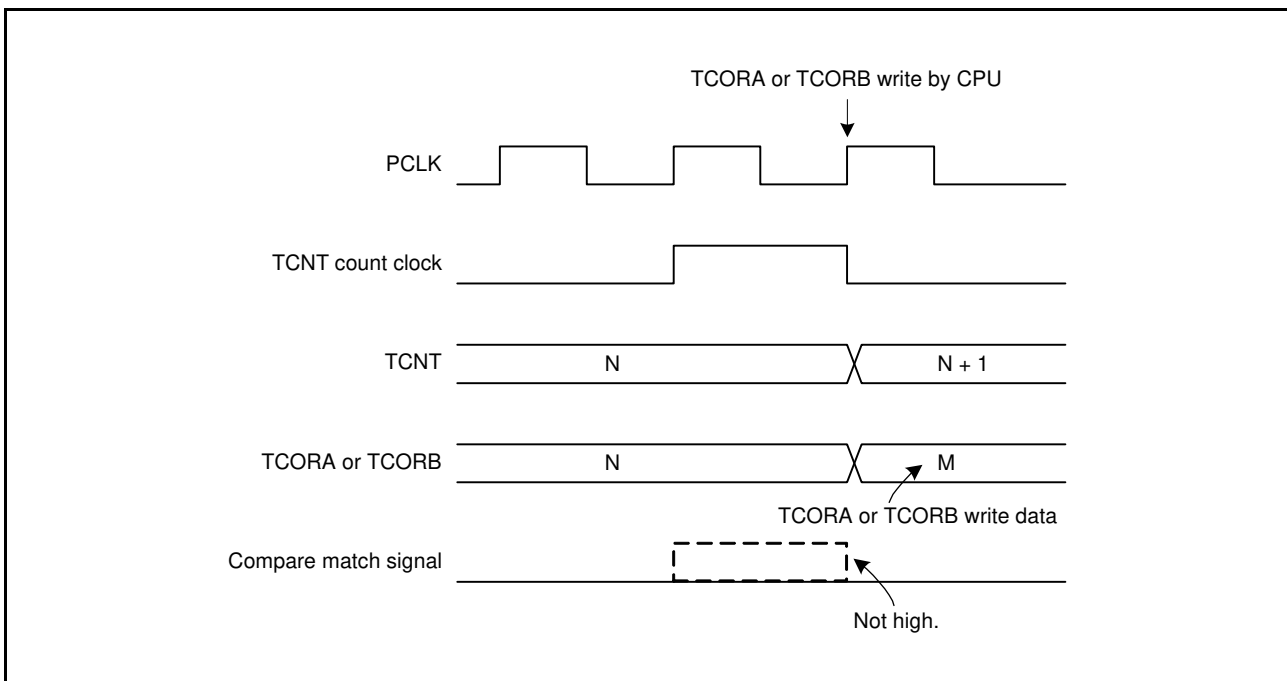 TCORA or TCORB write by CPU
PCLK
TCNT count clock
TCNT
N
N + 1
TCORA or TCORB
N
M
TCORA or TCORB write data
Compare match signal
Not high.